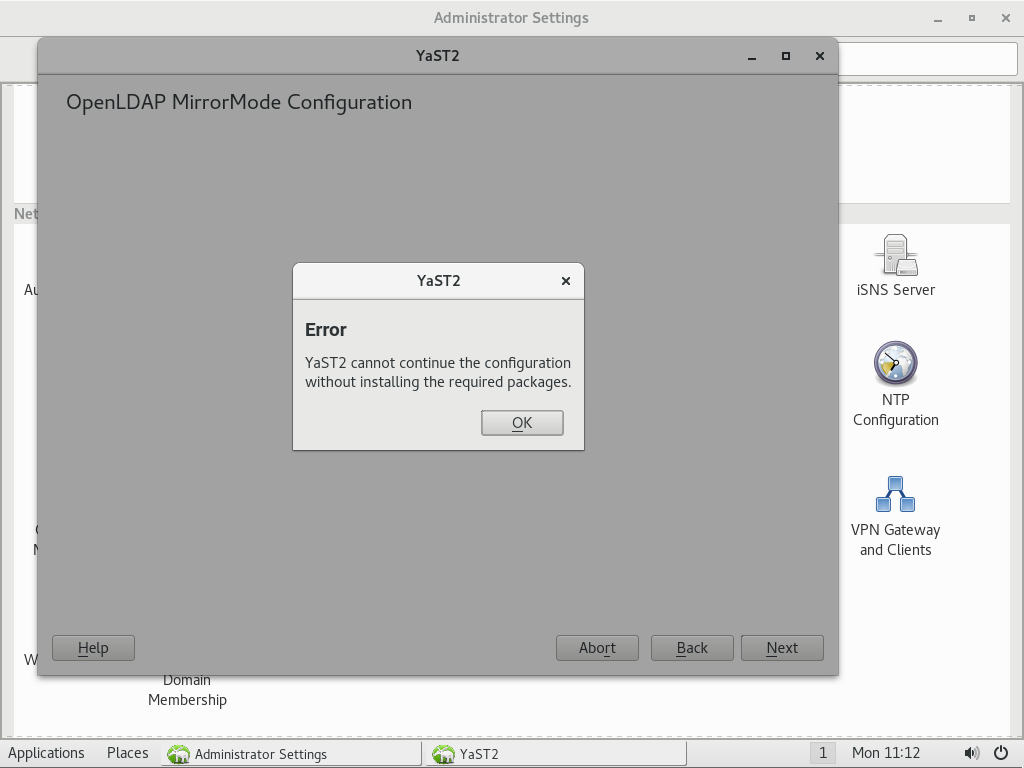 Administrator Settings
YaST2
OpenLDAP MirrorMode Configuration
Net
Au
iSNS Server
YaST2
Error
YaST2 cannot continue the configuration
without installing the required packages.
OK
NTP
Configuration
VPN Gateway
and Clients
Help
Abort
Back
Next
W
Domain
Membership
Applications
Places
Administrator Settings
YaST2
1
Mon 11:12